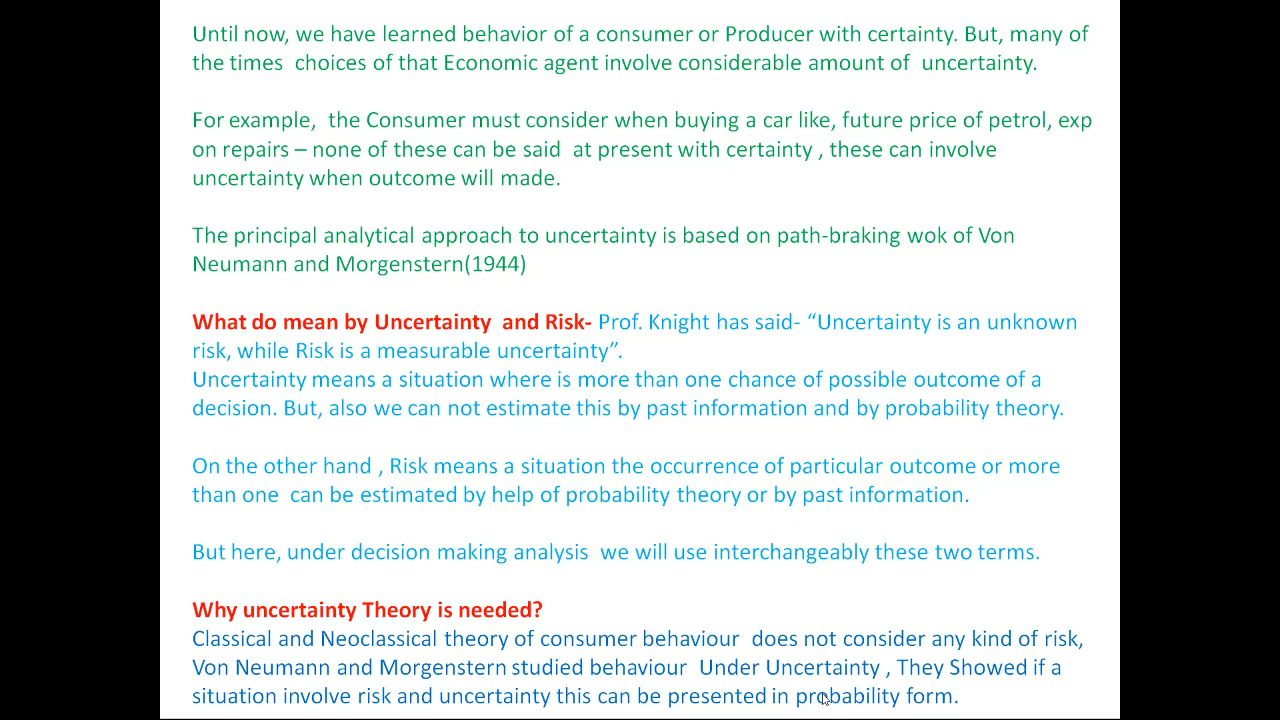 Until now, we have learned behavior of a consumer or Producer with certainty. But, many of
the times choices of that Economic agent involve considerable amount of uncertainty.
For example, the Consumer must consider when buying a car like, future price of petrol, exp
on repairs – none of these can be said at present with certainty , these can involve
uncertainty when outcome will made.
The principal analytical approach to uncertainty is based on path-braking wok of Von
Neumann and Morgenstern(1944)
What do mean by Uncertainty and Risk- Prof. Knight has said- “Uncertainty is an unknown
risk, while Risk is a measurable uncertainty”.
Uncertainty means a situation where is more than one chance of possible outcome of a
decision. But, also we can not estimate this by past information and by probability theory.
On the other hand , Risk means a situation the occurrence of particular outcome or more
than one can be estimated by help of probability theory or by past information.
But here, under decision making analysis we will use interchangeably these two terms.
Why uncertainty Theory is needed?
Classical and Neoclassical theory of consumer behaviour does not consider any kind of risk,
Von Neumann and Morgenstern studied behaviour Under Uncertainty , They Showed if a
situation involve risk and uncertainty this can be presented in probability form.